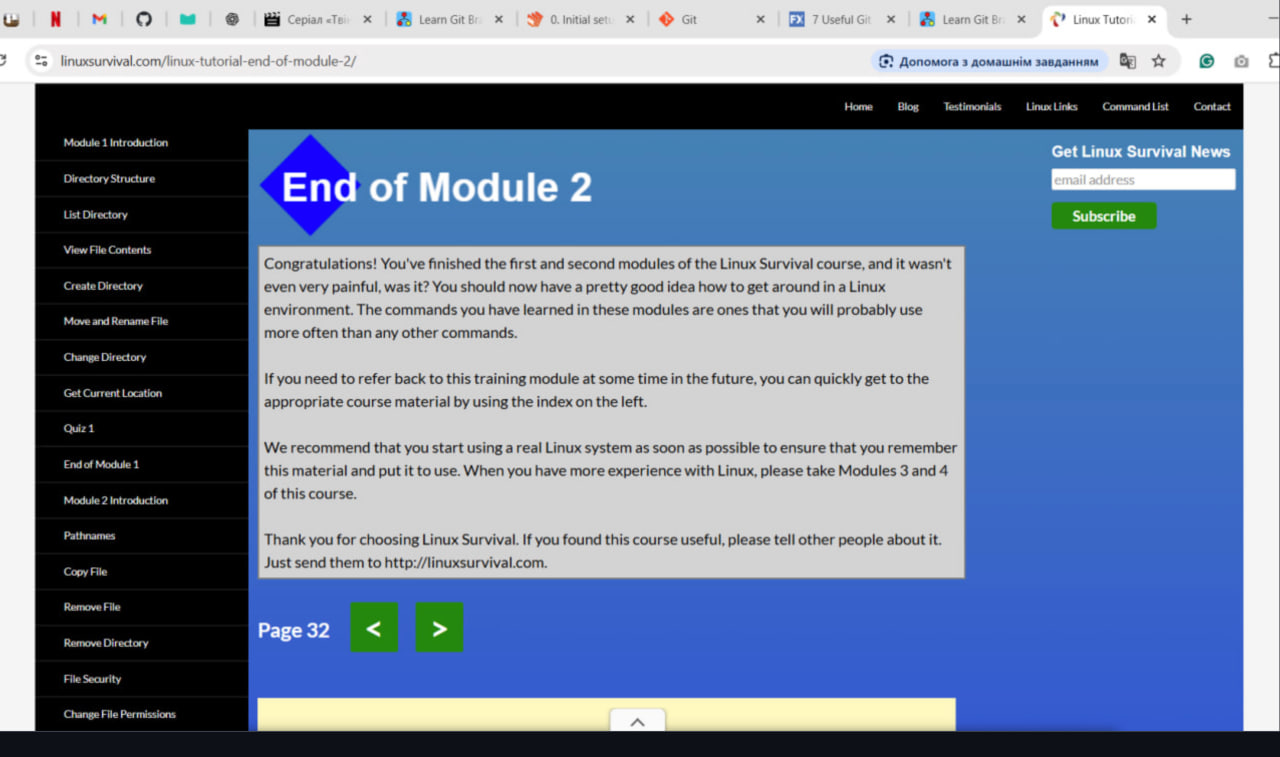 Серіал «Тві
Learn Git Br
0. Initial setu
Git
7 Useful Git
Learn Git Br
Linux Tutori
linuxsurvival.com/linux-tutorial-end-of-module-2/
Допомога з домашнім завданням
Home Blog Testimonials Linux Links Command List Contact
Module 1 Introduction
Directory Structure
List Directory
View File Contents
Create Directory
Move and Rename File
Change Directory
Get Current Location
Quiz 1
End of Module 1
Module 2 Introduction
Pathnames
Copy File
Remove File
Remove Directory
File Security
Change File Permissions
End of Module 2
Congratulations! You've finished the first and second modules of the Linux Survival course, and it wasn't
even very painful, was it? You should now have a pretty good idea how to get around in a Linux
environment. The commands you have learned in these modules are ones that you will probably use
more often than any other commands.
If you need to refer back to this training module at some time in the future, you can quickly get to the
appropriate course material by using the index on the left.
We recommend that you start using a real Linux system as soon as possible to ensure that you remember
this material and put it to use. When you have more experience with Linux, please take Modules 3 and 4
of this course.
Thank you for choosing Linux Survival. If you found this course useful, please tell other people about it.
Just send them to http://linuxsurvival.com.
Page 32 < >
Get Linux Survival News
email address
Subscribe